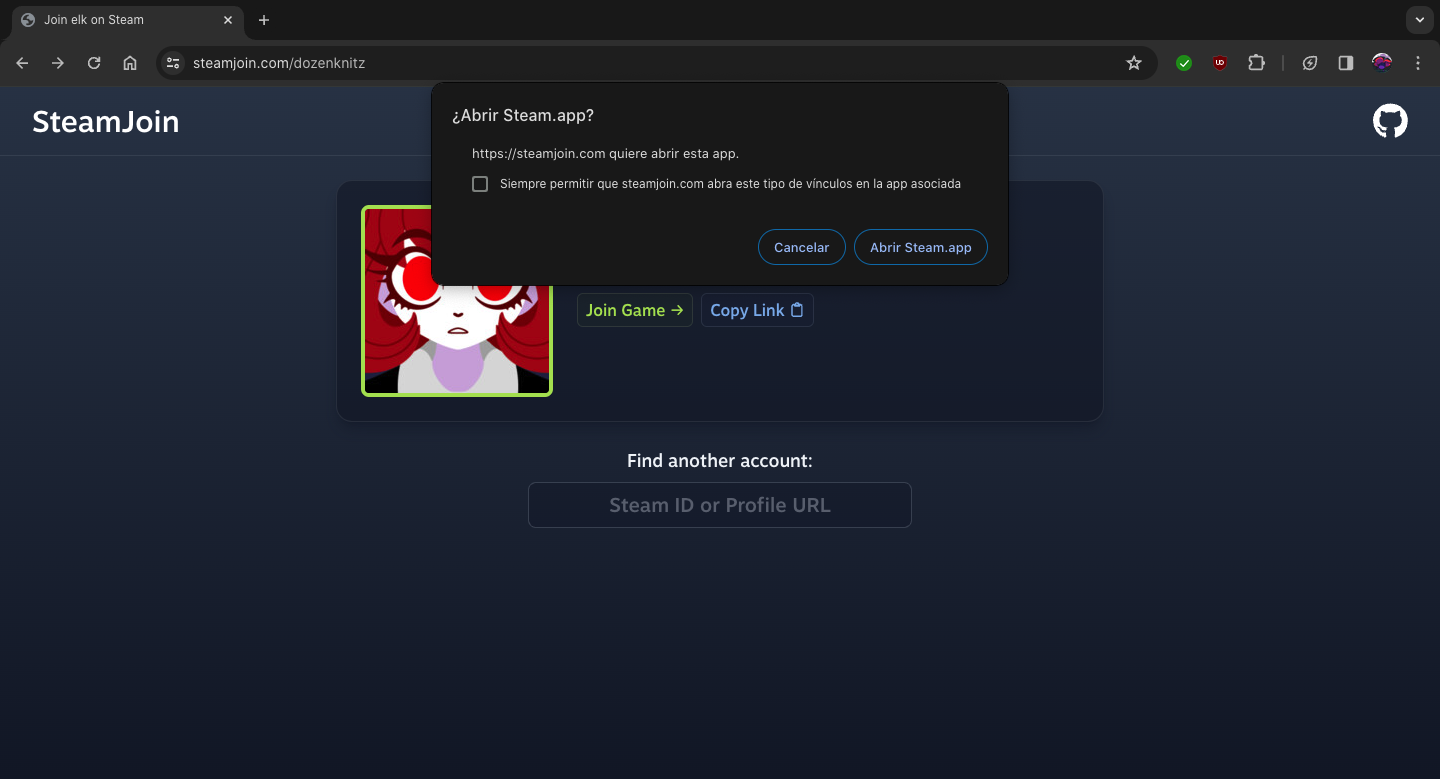 Join elk on Steam
steamjoin.com/dozenknitz
SteamJoin
¿Abrir Steam.app?
https://steamjoin.com quiere abrir esta app.
Siempre permitir que steamjoin.com abra este tipo de vínculos en la app asociada
Cancelar
Abrir Steam.app
Join Game →
Copy Link
Find another account:
Steam ID or Profile URL